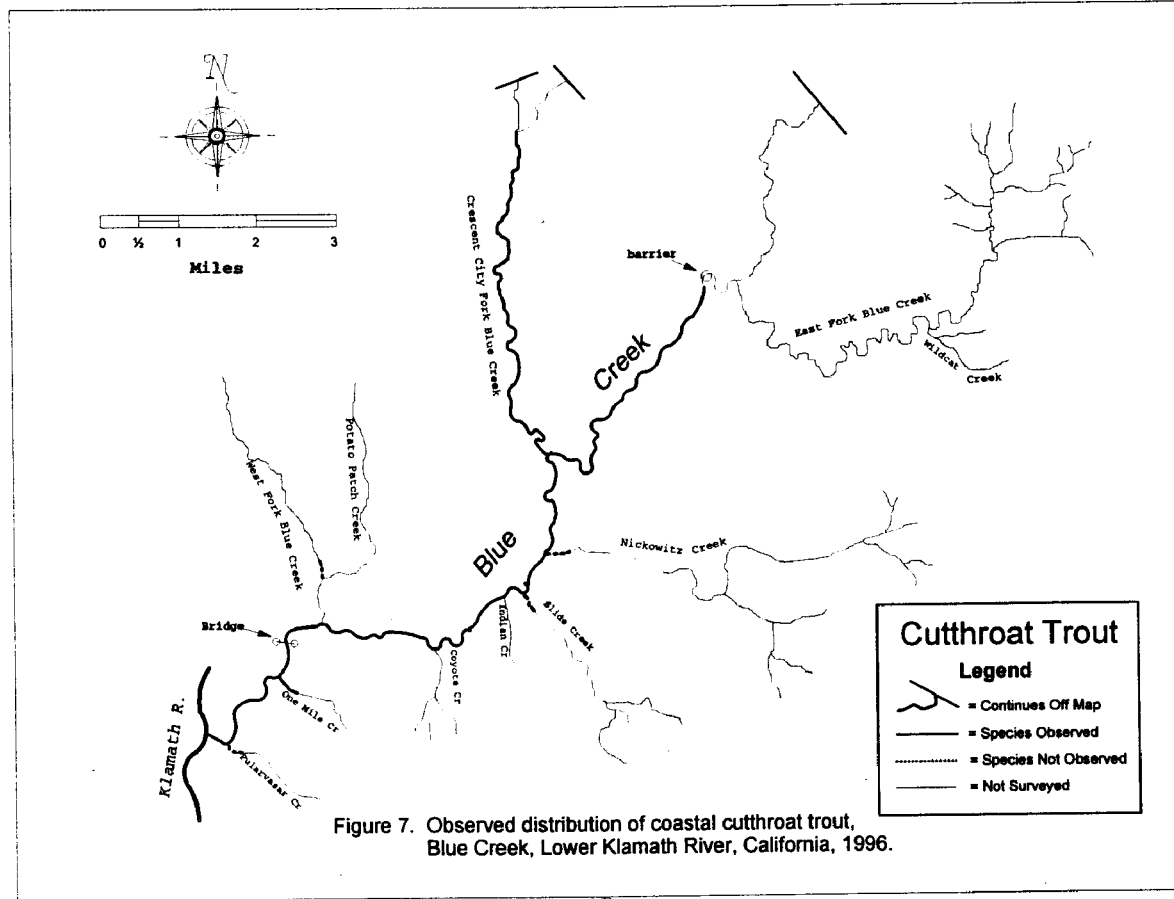 N
0 ½ 1 2 3
Miles
Crescent City Fork Blue Creek
barrier
East Fork Blue Creek
Wildcat
Creek
Creek
Potato Patch Creek
West Fork Blue Creek
Blue
Nickowitz Creek
Slide Creek
Indian Cr
Coyote Cr
Bridge
One Mile Cr
Klamath R.
Pularvasar Cr
Cutthroat Trout
Legend
= Continues Off Map
= Species Observed
= Species Not Observed
= Not Surveyed
Figure 7. Observed distribution of coastal cutthroat trout,
Blue Creek, Lower Klamath River, California, 1996.